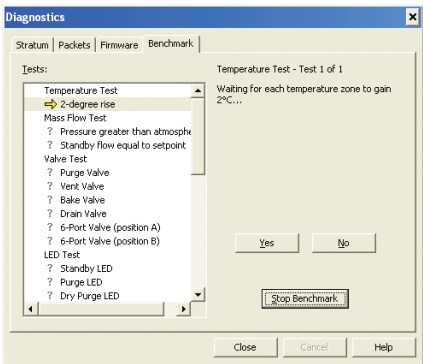 Diagnostics
Stratum Packets Firmware Benchmark
Tests:
Temperature Test
2-degree rise
Mass Flow Test
? Pressure greater than atmosphe
? Standby flow equal to setpoint
Valve Test
? Purge Valve
? Vent Valve
? Bake Valve
? Drain Valve
? 6-Port Valve (position A)
? 6-Port Valve (position B)
LED Test
? Standby LED
? Purge LED
? Dry Purge LED
Temperature Test - Test 1 of 1
Waiting for each temperature zone to gain
2°C...
Yes No
Stop Benchmark
Close Cancel Help